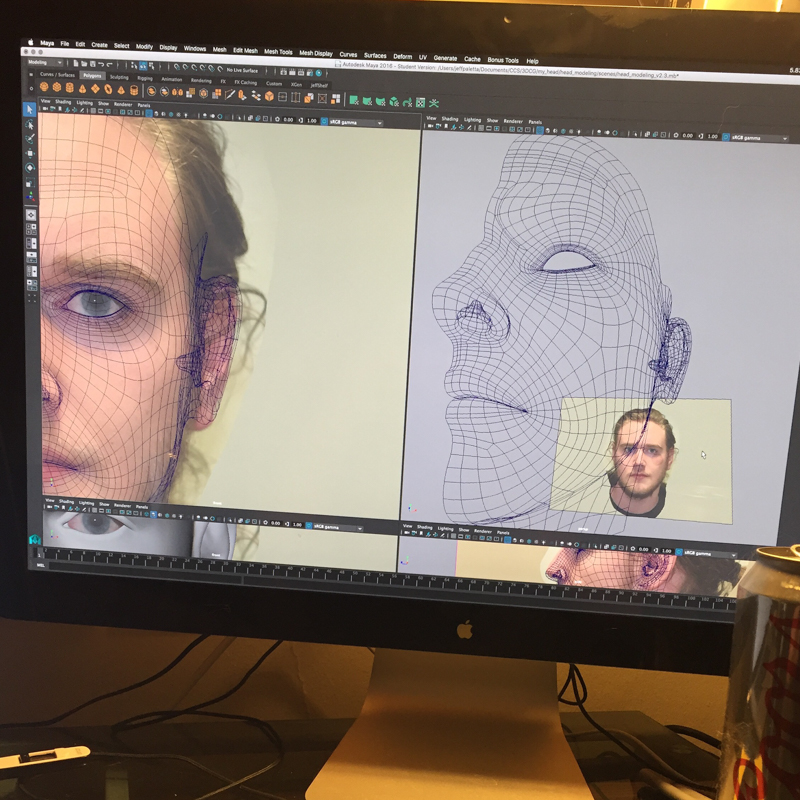 Maya File Edit Create Select Modify Display Windows Mesh Edit Mesh Mesh Tools Mesh Display Curves Surfaces Deform UV Generate Cache Bonus Tools Help
Autodesk Maya 2016 - Student Version: /Users/jeffpalette/Documents/CCS/3DCG/my_head/head_modeling/scenes/head_modeling_v2.3.mb*
Modeling
No Live Surface
Curves / Surfaces Polygons Sculpting Rigging Animation Rendering FX FX Caching Custom XGen
View Shading Lighting Show Renderer Panels
0.00 1.00 sRGB gamma
View Shading Lighting Show Renderer Panels
0.00 1.00 sRGB gamma
View Shading Lighting Show Renderer Panels
0.00 1.00 sRGB gamma
View Shading Lighting Show Renderer Panels
0.00 1.00 sRGB gamma
MEL